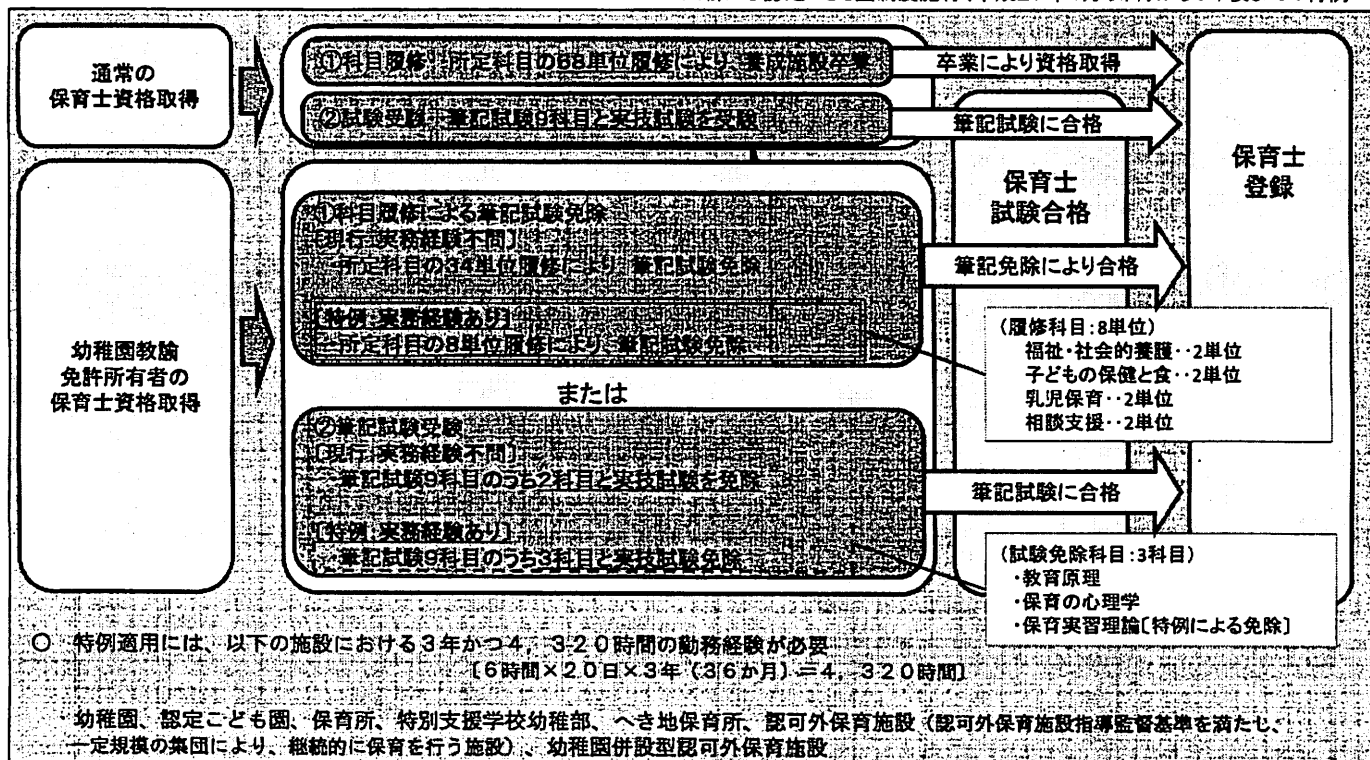 通常の
保育士資格取得
①科目履修…所定科目の68単位履修により、養成施設卒業
卒業により資格取得
②試験受験…筆記試験9科目と実技試験を受験
筆記試験に合格
保育士
試験合格
保育士
登録
幼稚園教諭
免許所有者の
保育士資格取得
①科目履修による筆記試験免除
[現行:実務経験不問]
・所定科目の34単位履修により、筆記試験免除
[特例:実務経験あり]
・所定科目の8単位履修により、筆記試験免除
筆記免除により合格
(履修科目:8単位)
福祉・社会的養護‥2単位
子どもの保健と食‥2単位
乳児保育‥2単位
相談支援‥2単位
または
②筆記試験受験
[現行:実務経験不問]
・筆記試験9科目のうち2科目と実技試験を免除
[特例:実務経験あり]
・筆記試験9科目のうち3科目と実技試験免除
筆記試験に合格
(試験免除科目:3科目)
・教育原理
・保育の心理学
・保育実習理論[特例による免除]
○ 特例適用には、以下の施設における3年かつ4,320時間の勤務経験が必要
[6時間×20日×3年(36か月)=4,320時間]
幼稚園、認定こども園、保育所、特別支援学校幼稚部、へき地保育所、認可外保育施設(認可外保育施設指導監督基準を満たし、
一定規模の集団により、継続的に保育を行う施設)、幼稚園併設型認可外保育施設